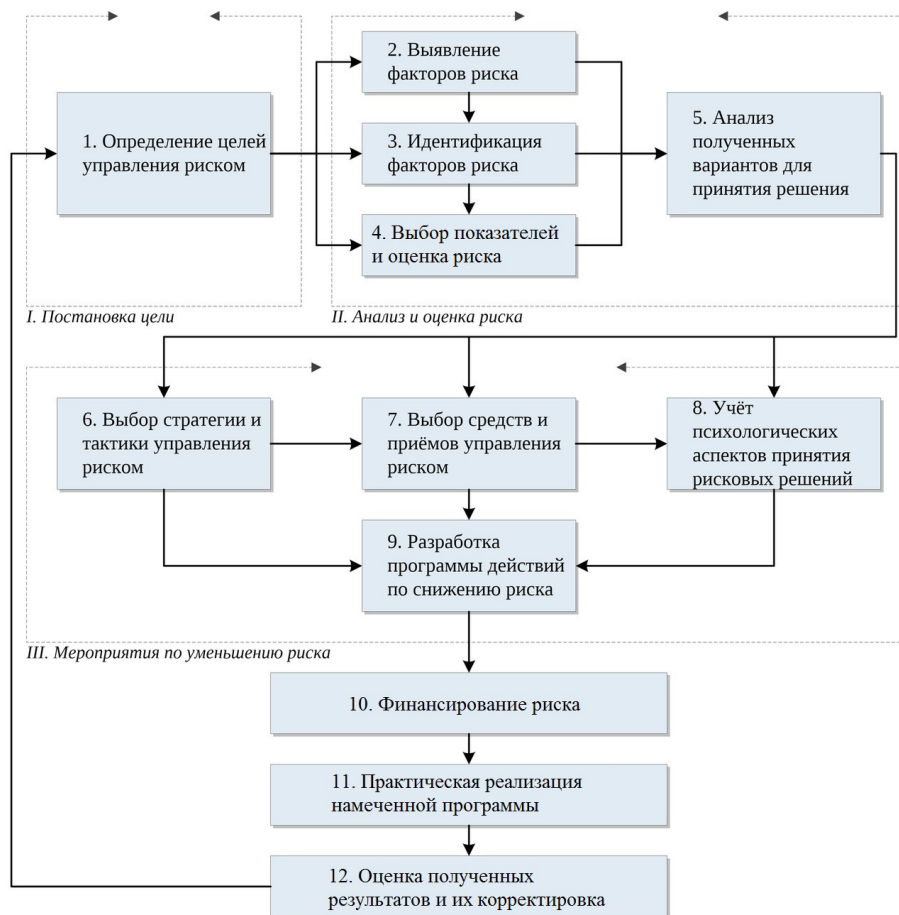 1. Определение целей
управления риском
2. Выявление
факторов риска
3. Идентификация
факторов риска
4. Выбор показателей
и оценка риска
5. Анализ
полученных
вариантов для
принятия решения
I. Постановка цели
II. Анализ и оценка риска
6. Выбор стратегии и
тактики управления
риском
7. Выбор средств и
приёмов управления
риском
8. Учёт
психологических
аспектов принятия
рисковых решений
9. Разработка
программы действий
по снижению риска
III. Мероприятия по уменьшению риска
10. Финансирование риска
11. Практическая реализация
намеченной программы
12. Оценка полученных
результатов и их корректировка